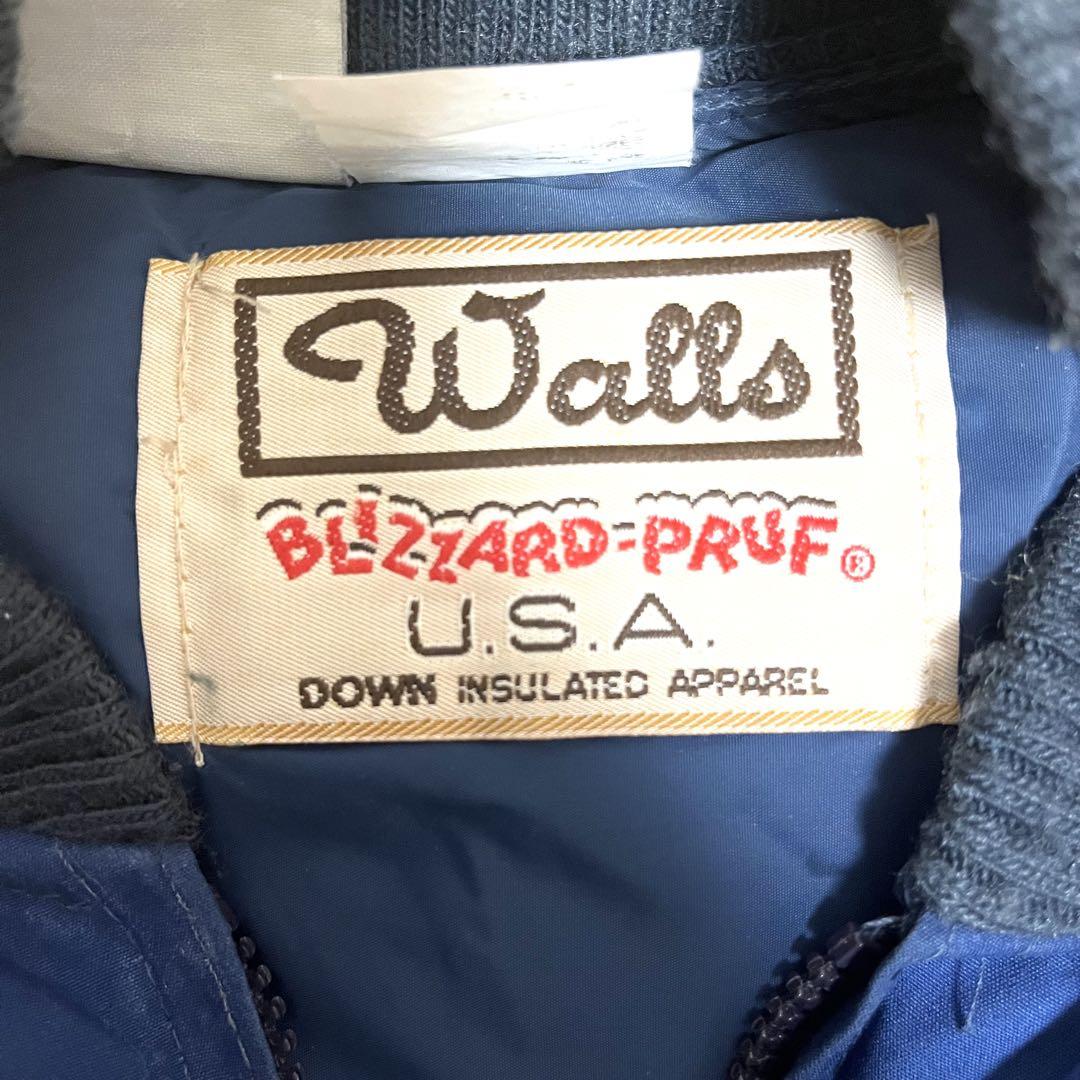 Walls
BLIZZARD-PRUF®
U.S.A.
DOWN INSULATED APPAREL